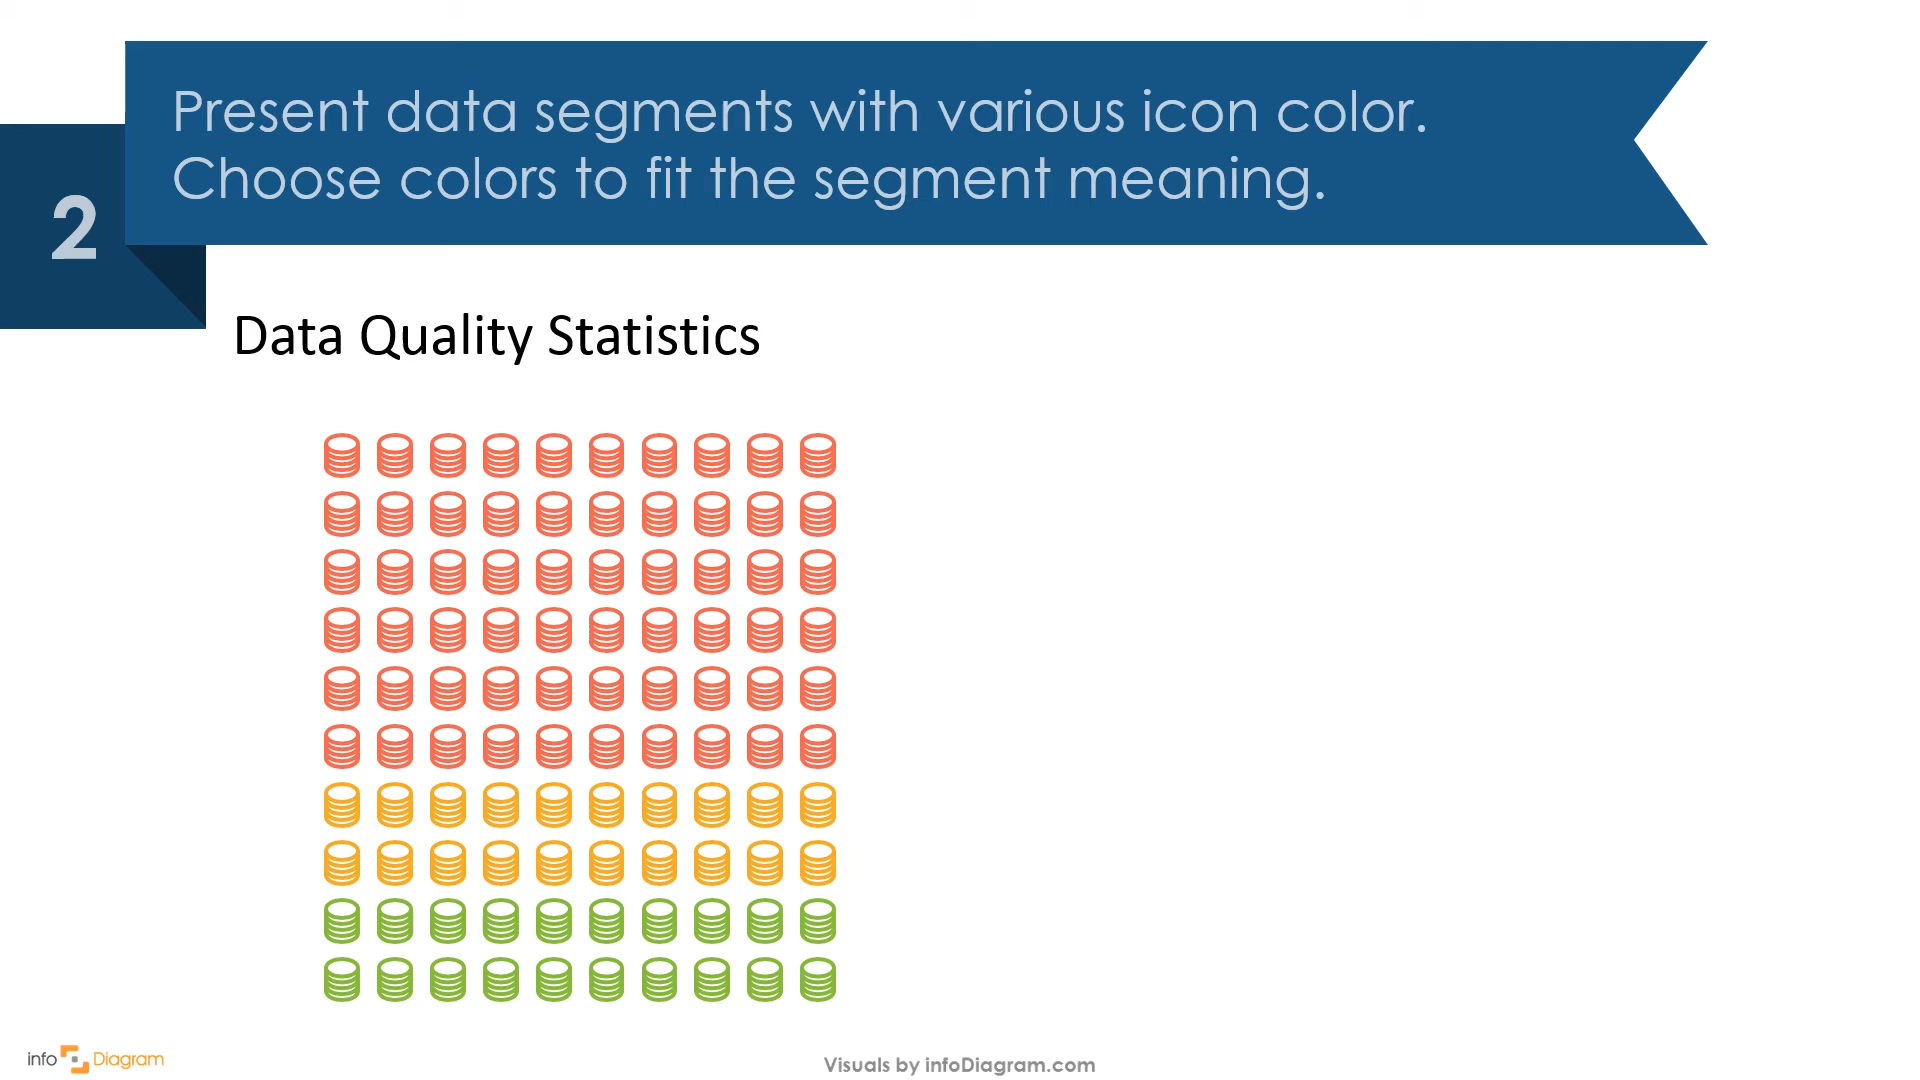 Present data segments with various icon color.
Choose colors to fit the segment meaning.
2
Data Quality Statistics
info Diagram
Visuals by infoDiagram.com